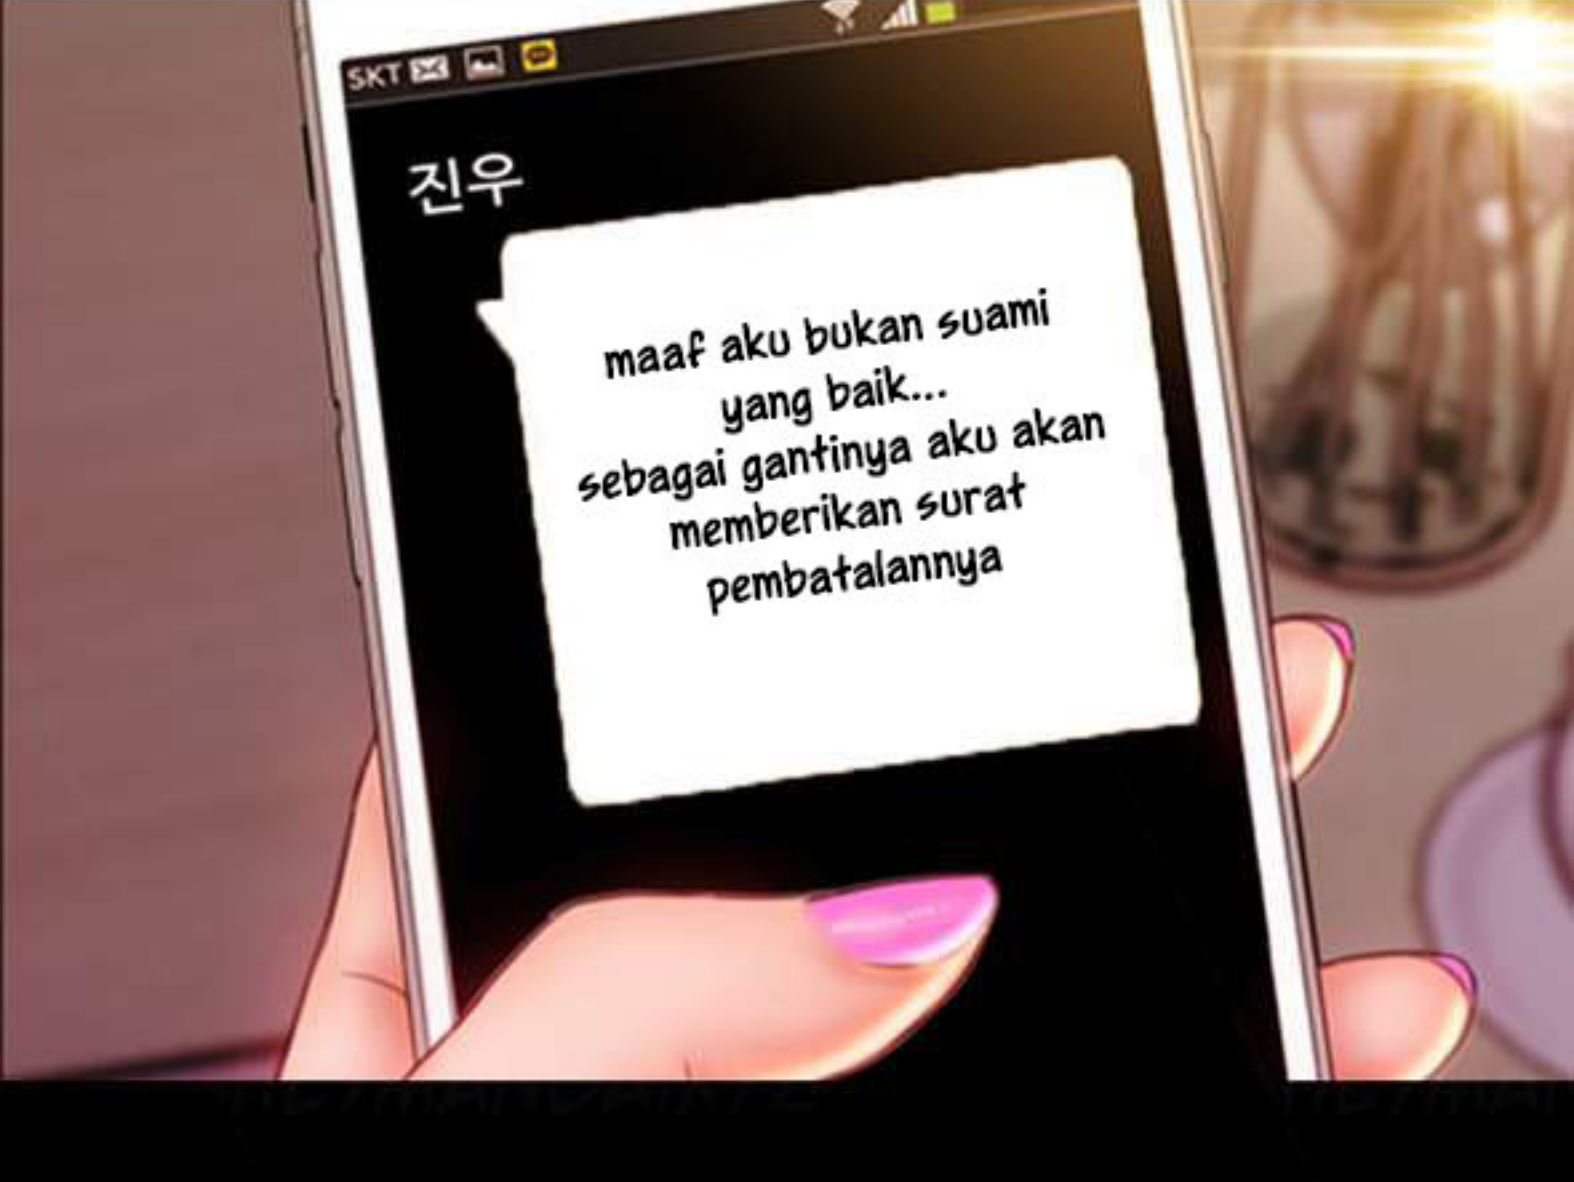 SKT
진우
maaf aku bukan suami
yang baik...
sebagai gantinya aku akan
memberikan surat
pembatalannya